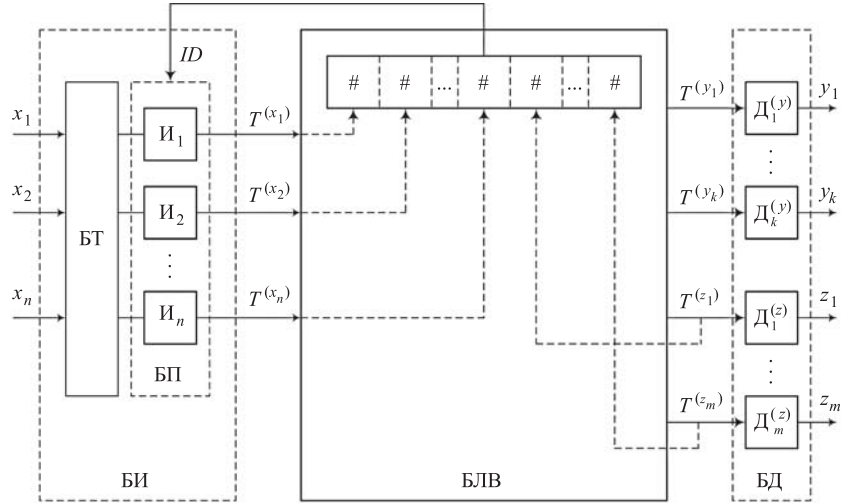 ID
# # ... # # ... #
x₁ И₁ T⁽ˣ¹⁾ T⁽ʸ¹⁾ Д₁⁽ʸ⁾ y₁
⋮
x₂ И₂ T⁽ˣ²⁾ T⁽ʸᵏ⁾ Дₖ⁽ʸ⁾ yₖ
БТ
⋮
xₙ Иₙ T⁽ˣⁿ⁾ T⁽ᶻ¹⁾ Д₁⁽ᶻ⁾ z₁
БП
⋮
T⁽ᶻᵐ⁾ Дₘ⁽ᶻ⁾ zₘ
БИ БЛВ БД